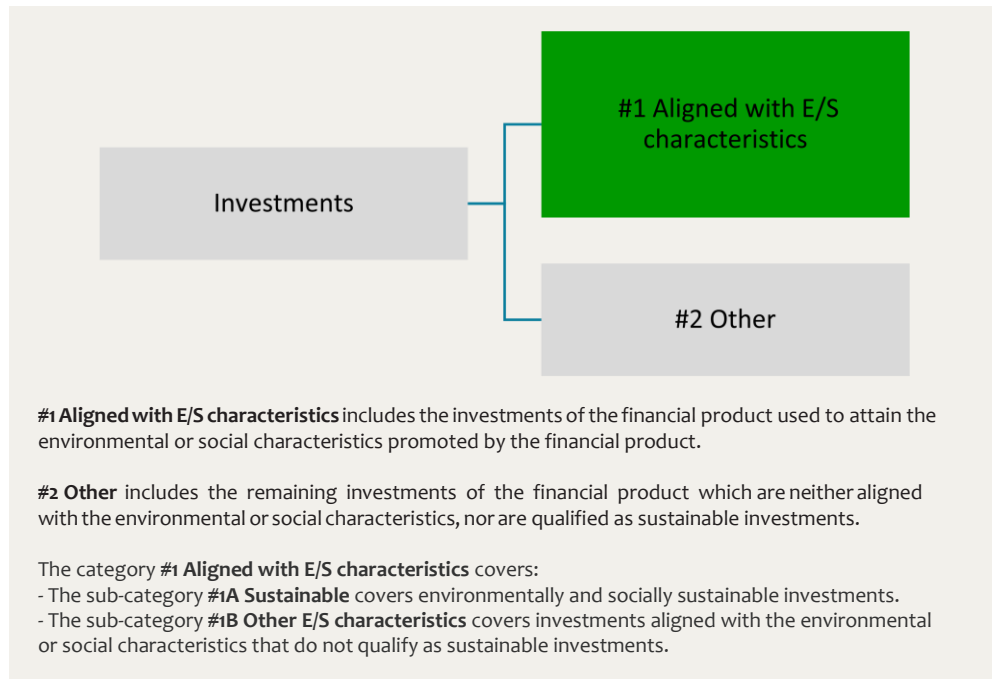 #1 Aligned with E/S
characteristics
Investments
#2 Other
#1 Aligned with E/S characteristics includes the investments of the financial product used to attain the
environmental or social characteristics promoted by the financial product.
#2 Other includes the remaining investments of the financial product which are neither aligned
with the environmental or social characteristics, nor are qualified as sustainable investments.
The category #1 Aligned with E/S characteristics covers:
- The sub-category #1A Sustainable covers environmentally and socially sustainable investments.
- The sub-category #1B Other E/S characteristics covers investments aligned with the environmental
or social characteristics that do not qualify as sustainable investments.